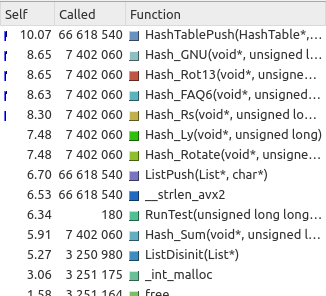 Self Called Function
10.07 66 618 540 HashTablePush(HashTable*,...
8.65 7 402 060 Hash_GNU(void*, unsigned l...
8.65 7 402 060 Hash_Rot13(void*, unsigne...
8.63 7 402 060 Hash_FAQ6(void*, unsigne...
8.30 7 402 060 Hash_Rs(void*, unsigned lo...
7.48 7 402 060 Hash_Ly(void*, unsigned long)
7.48 7 402 060 Hash_Rotate(void*, unsigne...
6.70 66 618 540 ListPush(List*, char*)
6.53 66 618 540 __strlen_avx2
6.34 180 RunTest(unsigned long long...
5.91 7 402 060 Hash_Sum(void*, unsigned l...
5.27 3 250 980 ListDisinit(List*)
3.06 3 251 175 _int_malloc
1.58 3 251 164 free